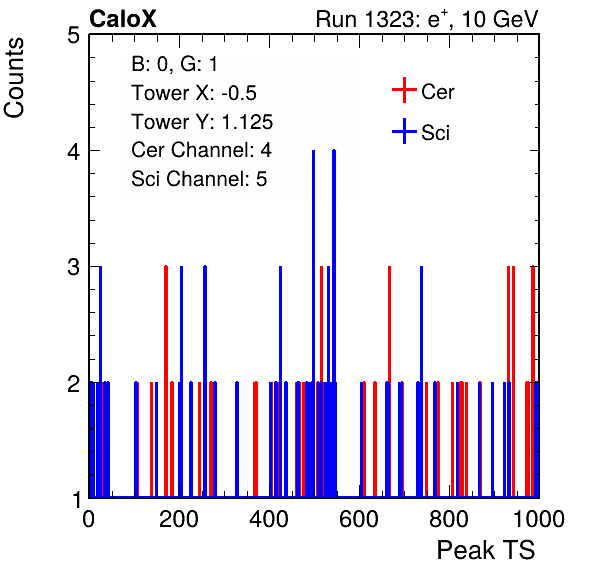 CaloX Run 1323: e+, 10 GeV
Counts
B: 0, G: 1
Tower X: -0.5
Tower Y: 1.125
Cer Channel: 4
Sci Channel: 5
Cer
Sci
5
4
3
2
1
0 200 400 600 800 1000
Peak TS